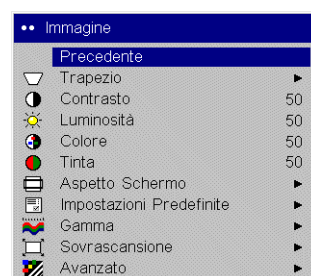 •• Immagine
Precedente
Trapezio
Contrasto 50
Luminosità 50
Colore 50
Tinta 50
Aspetto Schermo
Impostazioni Predefinite
Gamma
Sovrascansione
Avanzato